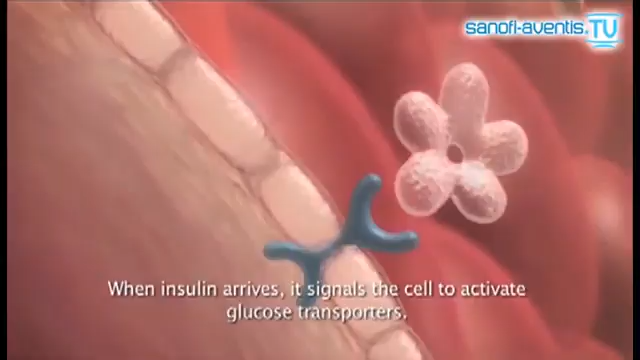 sanofi-aventis.TV
When insulin arrives, it signals the cell to activate
glucose transporters.